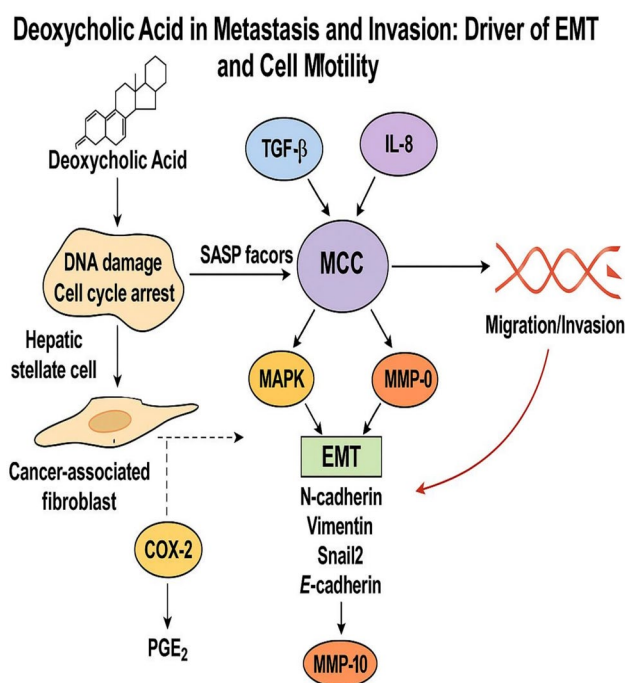 Deoxycholic Acid in Metastasis and Invasion: Driver of EMT
and Cell Motility
Deoxycholic Acid
TGF-β
IL-8
DNA damage
Cell cycle arrest
SASP facors
MCC
Migration/Invasion
Hepatic
stellate cell
MAPK
MMP-0
Cancer-associated
fibroblast
EMT
N-cadherin
Vimentin
Snail2
E-cadherin
COX-2
PGE₂
MMP-10